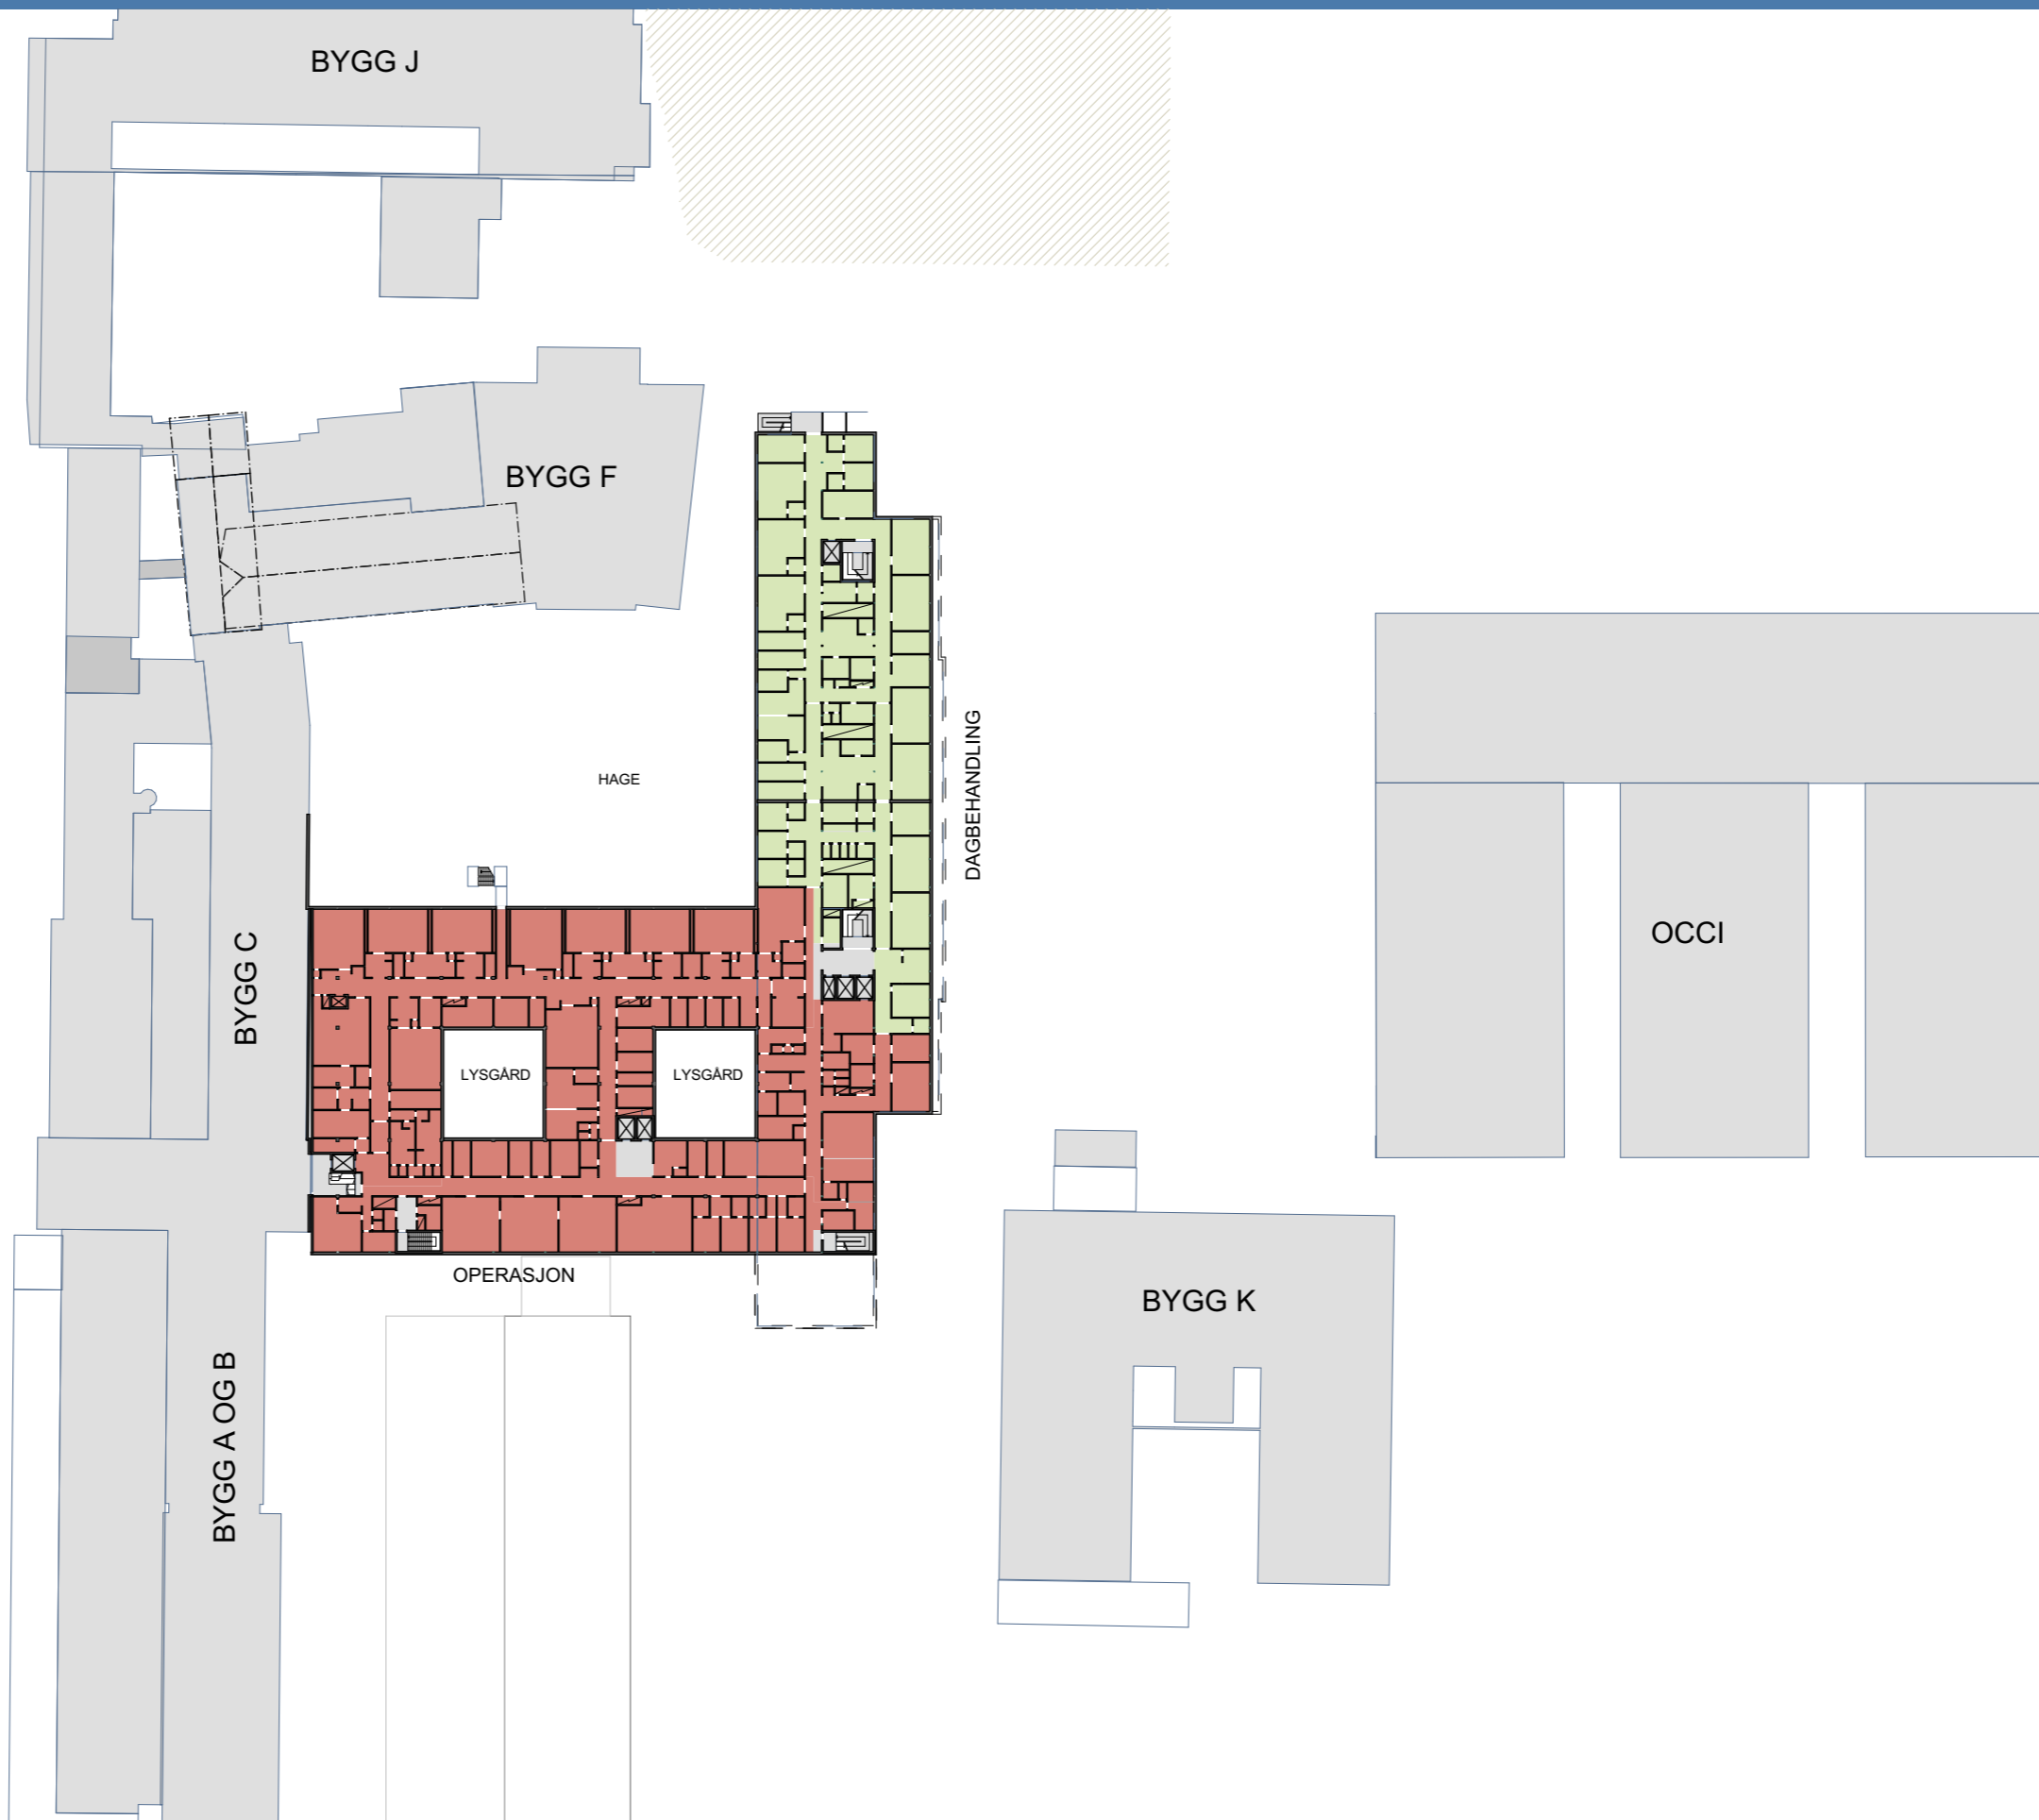 BYGG J
BYGG F
HAGE
DAGBEHANDLING
BYGG C
OCCI
LYSGÅRD
LYSGÅRD
OPERASJON
BYGG K
BYGG A OG B